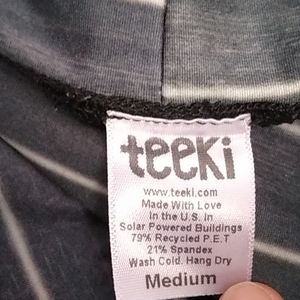 teeki
www.teeki.com
Made With Love
In the U.S. In
Solar Powered Buildings
79% Recycled P.E.T
21% Spandex
Wash Cold. Hang Dry
Medium